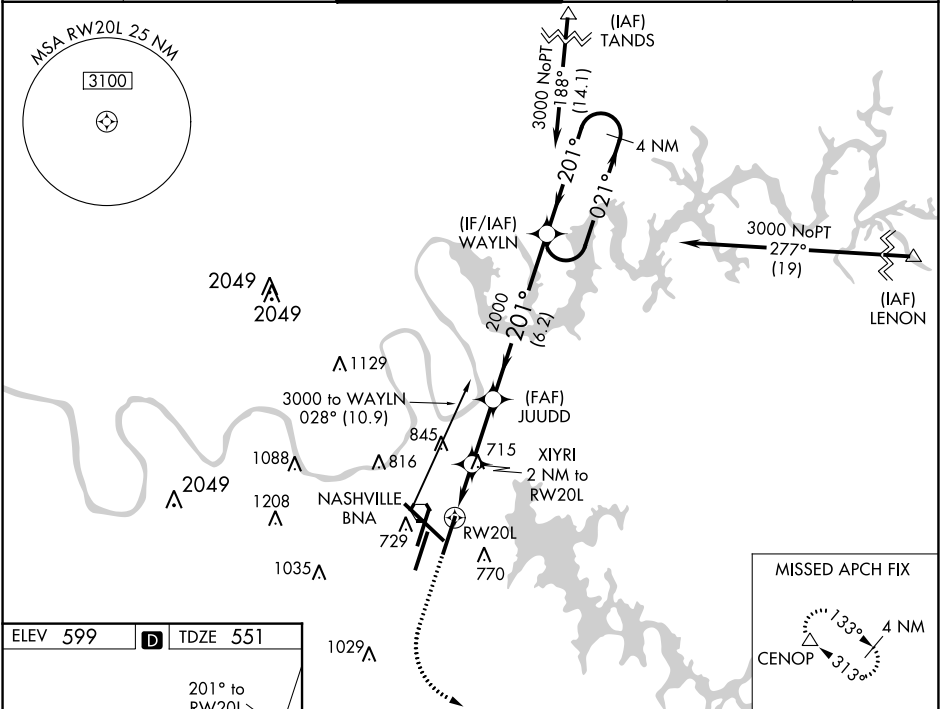 MSA RW20L 25 NM
3100
(IAF)
TANDS
3000 NoPT
188°
(14.1)
4 NM
201°
021°
(IF/IAF)
WAYLN
3000 NoPT
277°
(19)
(IAF)
LENON
2049
2049
2000
201°
(6.2)
1129
3000 to WAYLN
028° (10.9)
(FAF)
JUUDD
845
715
XIYRI
2 NM to
RW20L
1088
816
2049
1208
NASHVILLE
BNA
729
RW20L
770
1035
1029
MISSED APCH FIX
133°
4 NM
CENOP
313°
ELEV 599
D
TDZE 551
201° to
RW20L